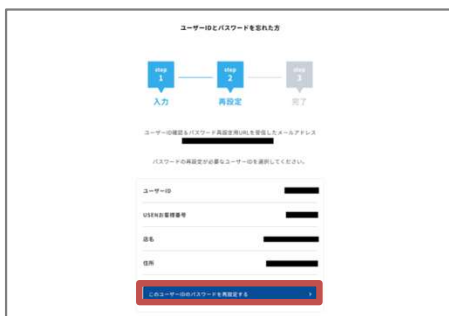 ユーザーIDとパスワードを忘れた方
step
1
step
2
step
3
入力
再設定
完了
ユーザーID確認&パスワード再設定用URLを受信したメールアドレス
パスワードの再設定が必要なユーザーIDを選択してください。
ユーザーID
USENお客様番号
店名
住所
このユーザーIDのパスワードを再設定する